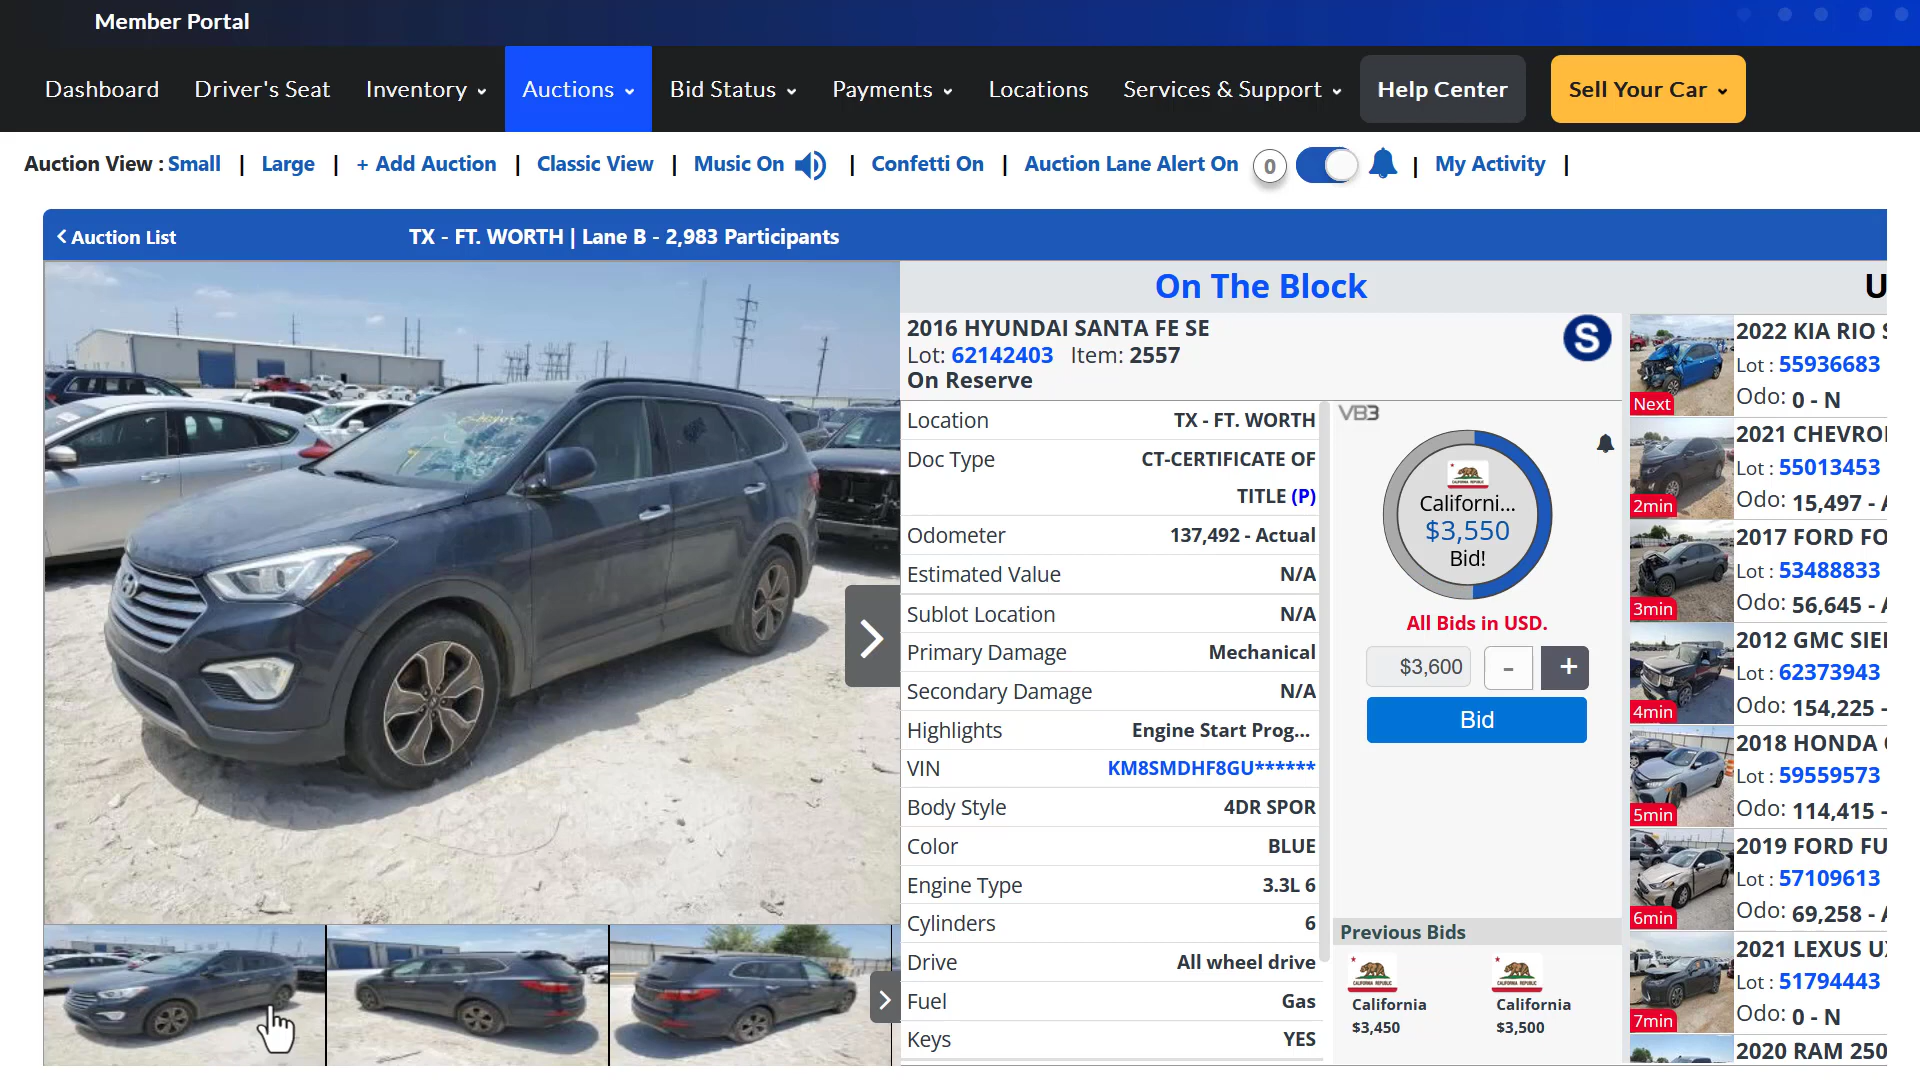 Member Portal
Dashboard Driver's Seat Inventory Auctions Bid Status Payments Locations Services & Support Help Center Sell Your Car
Auction View : Small | Large | + Add Auction | Classic View | Music On | Confetti On | Auction Lane Alert On 0 | My Activity |
< Auction List TX - FT. WORTH | Lane B - 2,983 Participants
On The Block
U
2016 HYUNDAI SANTA FE SE
Lot: 62142403 Item: 2557
On Reserve
S
Location TX - FT. WORTH
Doc Type CT-CERTIFICATE OF
TITLE (P)
Odometer 137,492 - Actual
Estimated Value N/A
Sublot Location N/A
Primary Damage Mechanical
Secondary Damage N/A
Highlights Engine Start Prog...
VIN KM8SMDHF8GU******
Body Style 4DR SPOR
Color BLUE
Engine Type 3.3L 6
Cylinders 6
Drive All wheel drive
Fuel Gas
Keys YES
VB3
Californi...
$3,550
Bid!
All Bids in USD.
$3,600 - +
Bid
Previous Bids
California California
$3,450 $3,500
2022 KIA RIO S
Lot : 55936683
Odo: 0 - N
Next
2021 CHEVROL
Lot : 55013453
Odo: 15,497 - A
2min
2017 FORD FO
Lot : 53488833
Odo: 56,645 - A
3min
2012 GMC SIE
Lot : 62373943
Odo: 154,225 -
4min
2018 HONDA
Lot : 59559573
Odo: 114,415 -
5min
2019 FORD FU
Lot : 57109613
Odo: 69,258 - A
6min
2021 LEXUS UX
Lot : 51794443
Odo: 0 - N
7min
2020 RAM 250